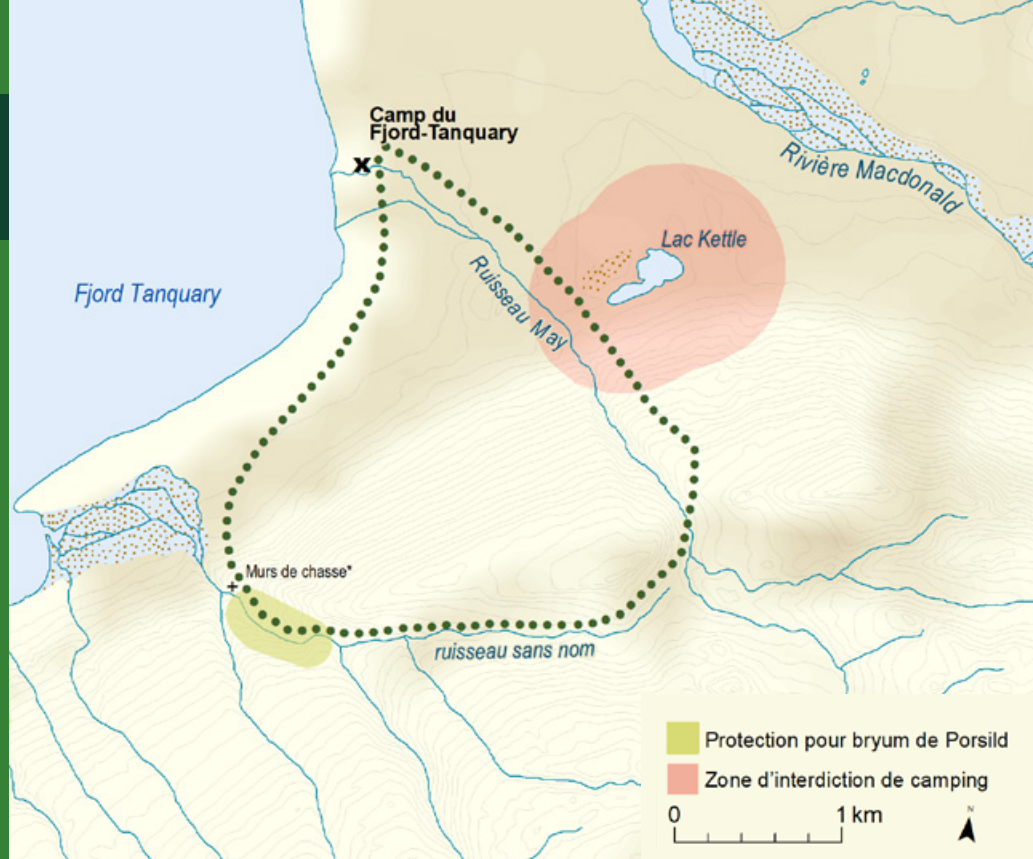 Camp du
Fjord-Tanquary
Rivière Macdonald
Lac Kettle
Fjord Tanquary
Ruisseau May
Murs de chasse*
ruisseau sans nom
Protection pour bryum de Porsild
Zone d'interdiction de camping
0 1 km
N